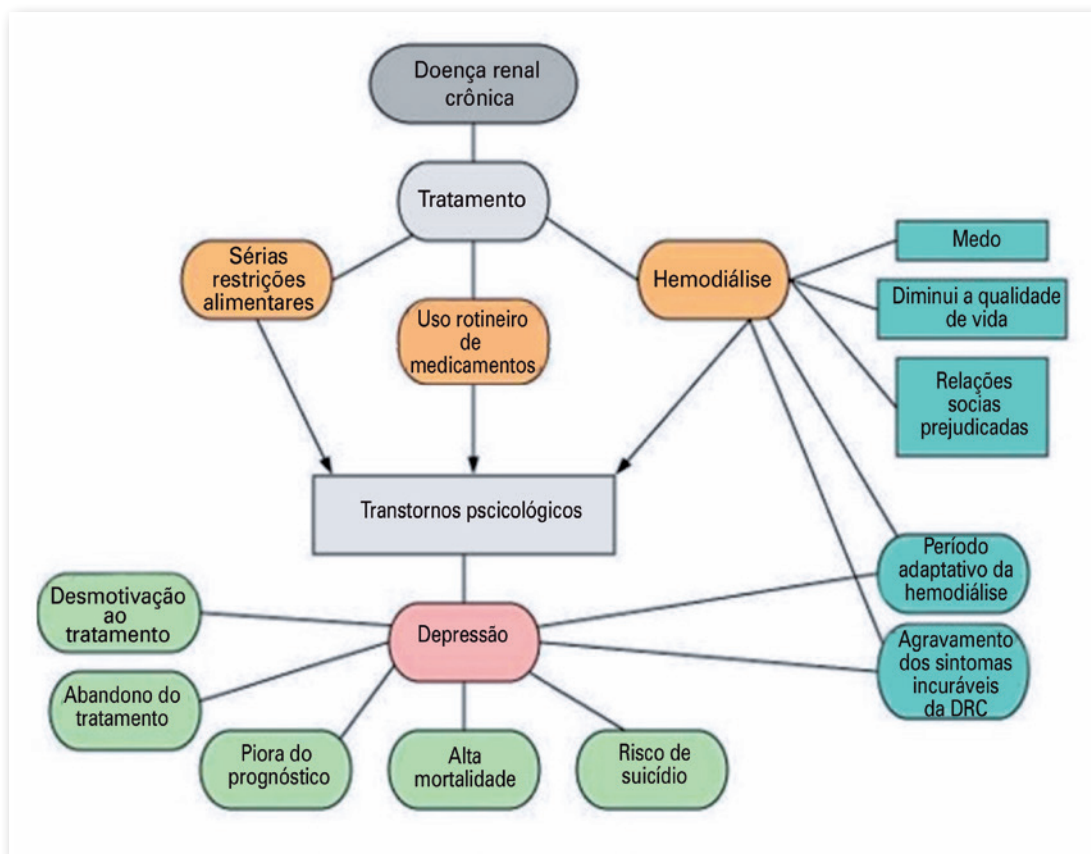 Doença renal
crônica
Tratamento
Sérias
restrições
alimentares
Uso rotineiro
de
medicamentos
Hemodiálise
Medo
Diminui a qualidade
de vida
Relações
socias
prejudicadas
Transtornos pscicológicos
Período
adaptativo da
hemodiálise
Agravamento
dos sintomas
incuráveis
da DRC
Depressão
Desmotivação
ao
tratamento
Abandono do
tratamento
Piora do
prognóstico
Alta
mortalidade
Risco de
suicídio